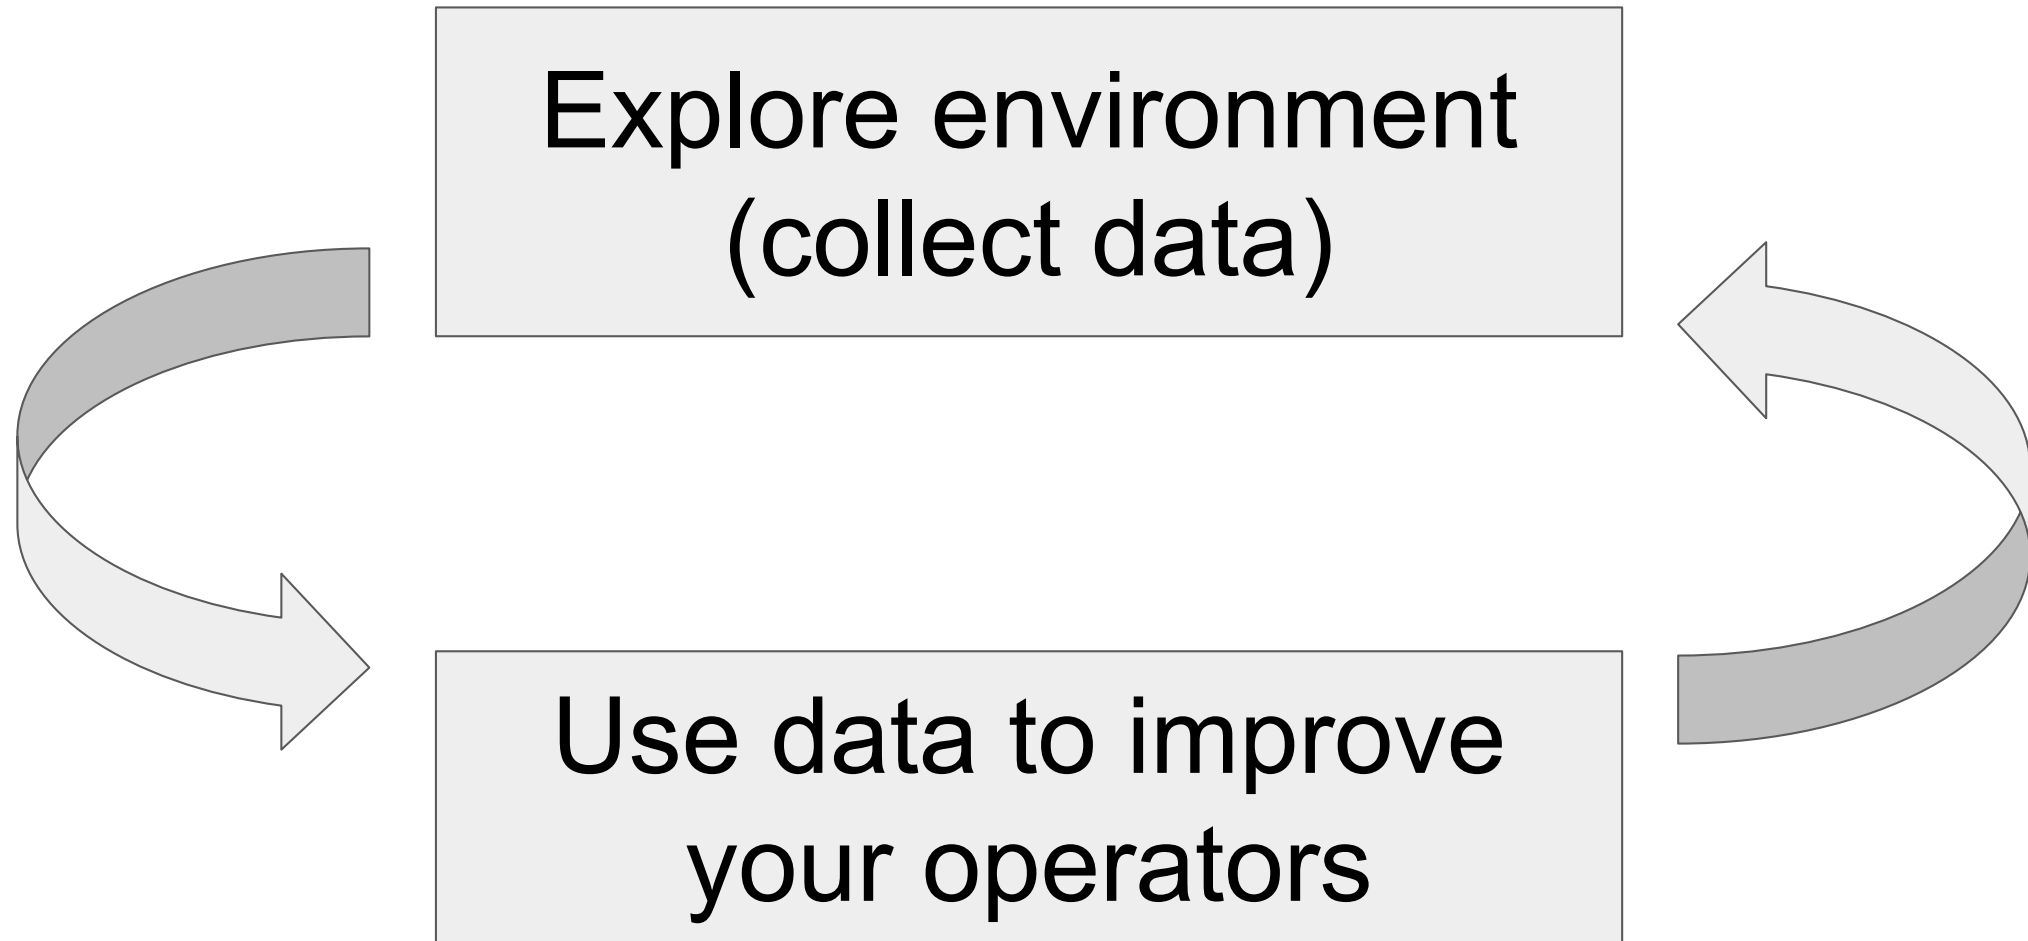 Explore environment
(collect data)
Use data to improve
your operators